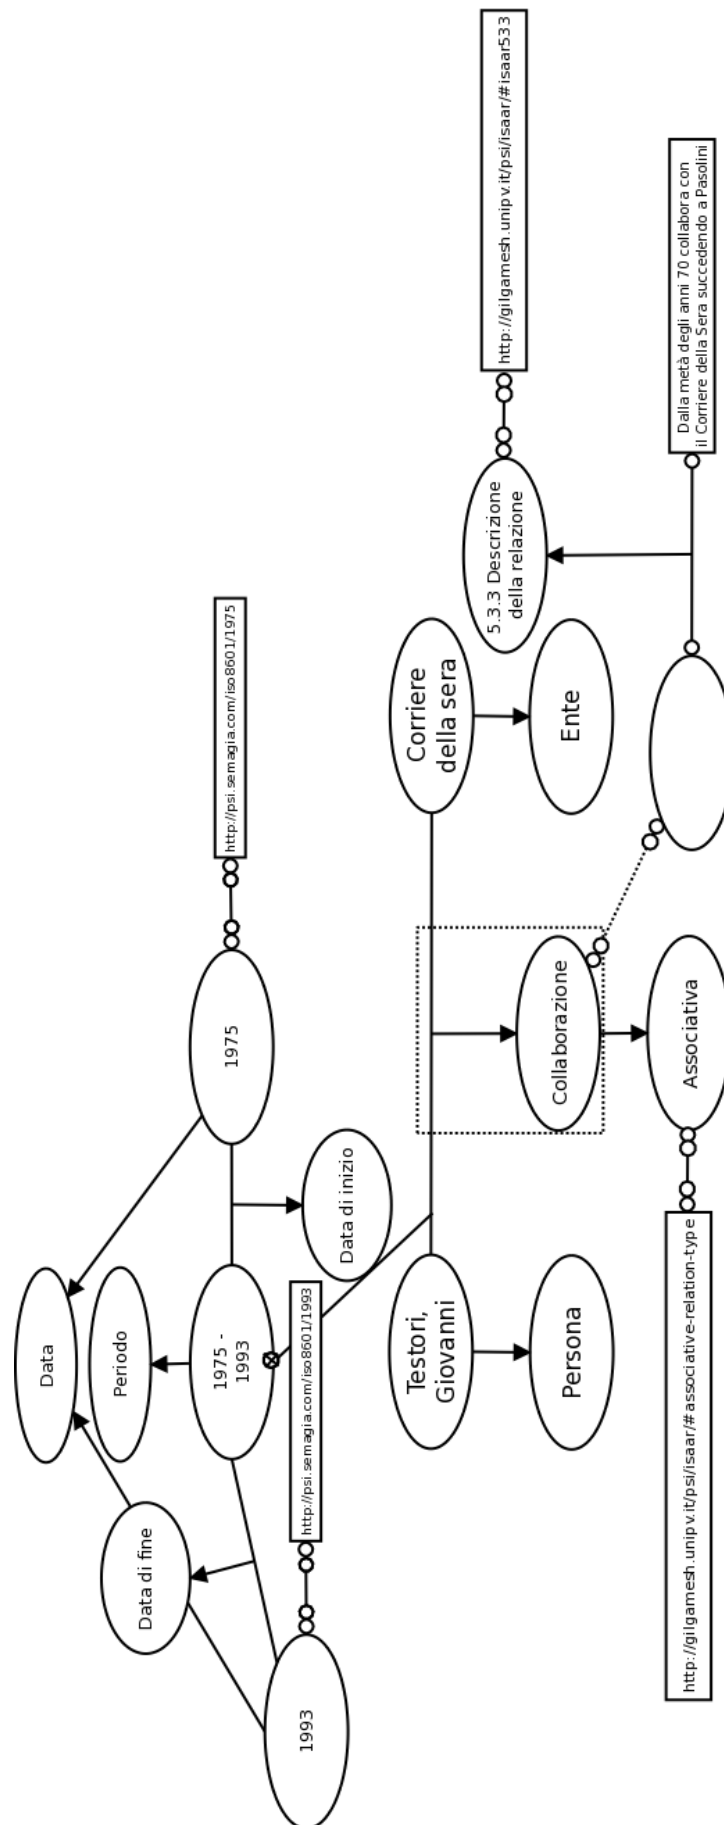 Data
Periodo
Data di fine
1993
http://psi.semagia.com/iso8601/1993
1975 -
1993
Data di inizio
1975
http://psi.semagia.com/iso8601/1975
Testori,
Giovanni
Persona
Corriere
della sera
Ente
Collaborazione
Associativa
http://gilgamesh.unipv.it/psi/isaar/#associative-relation-type
5.3.3 Descrizione
della relazione
http://gilgamesh.unipv.it/psi/isaar/#isaar533
Dalla metà degli anni 70 collabora con
il Corriere della Sera succedendo a Pasolini